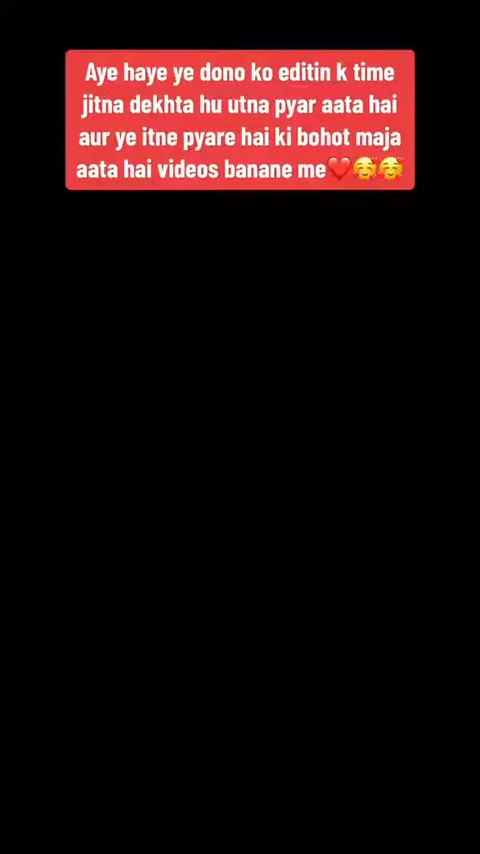 Aye haye ye dono ko editin k time
jitna dekhta hu utna pyar aata hai
aur ye itne pyare hai ki bohot maja
aata hai videos banane me❤️🥰🥰